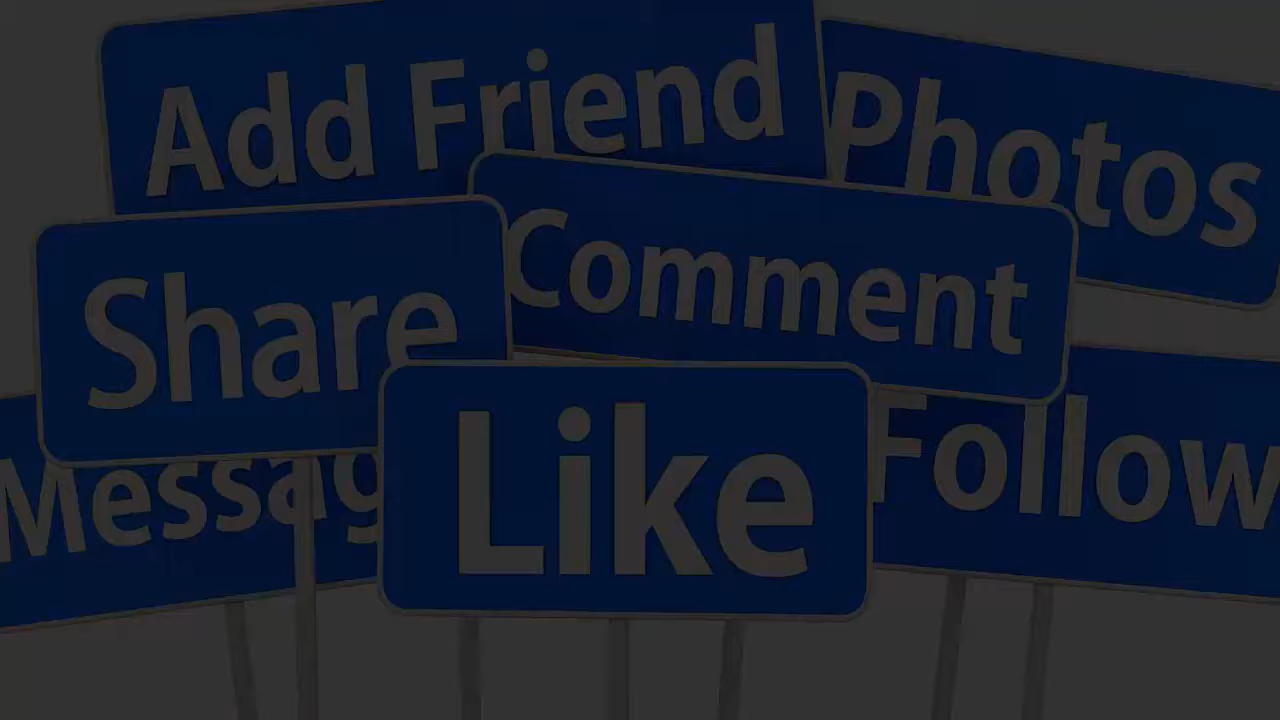 Add Friend
Photos
Comment
Share
Like
Follow
Messag